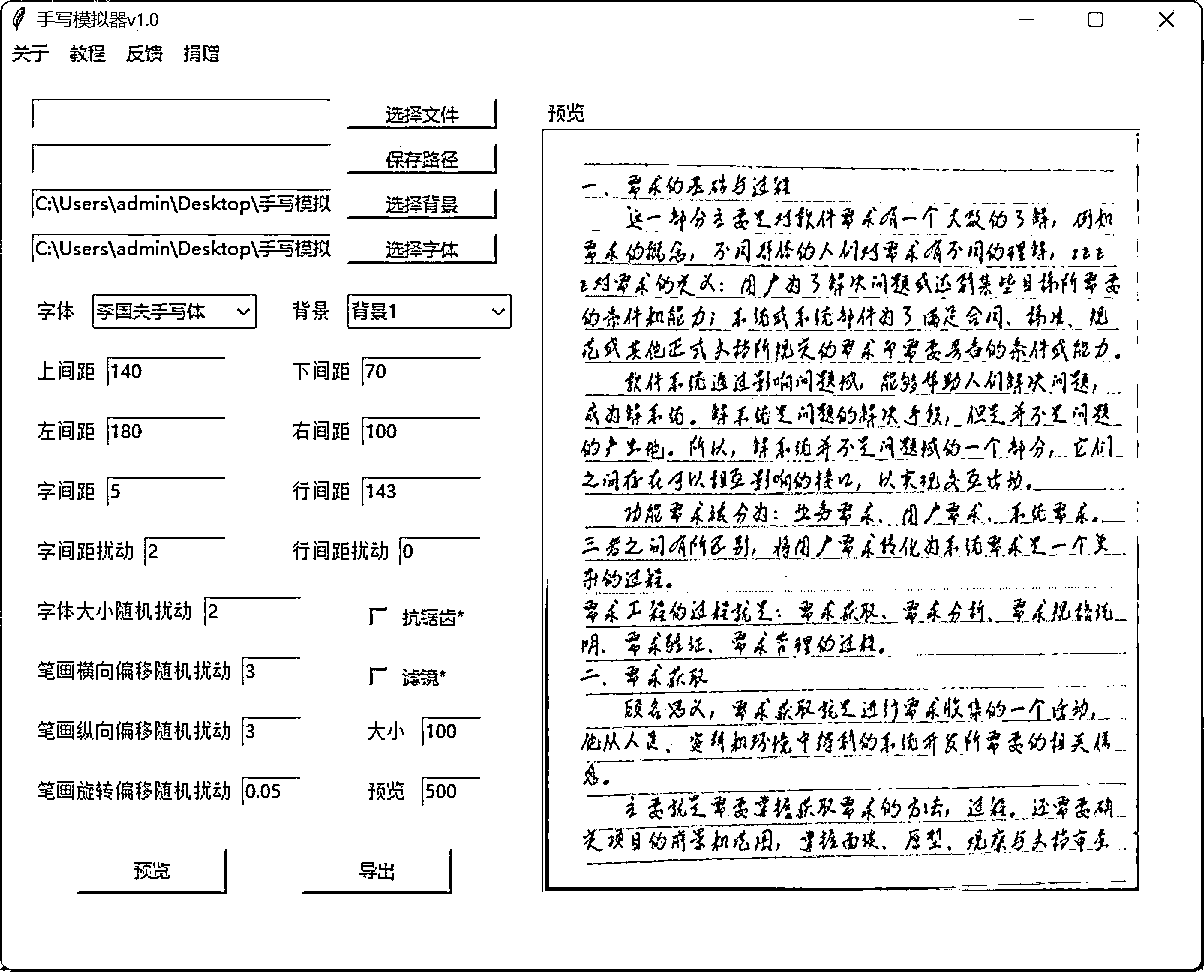 手写模拟器v1.0
关于 教程 反馈 捐赠
选择文件
保存路径
C:\Users\admin\Desktop\手写模拟 选择背景
C:\Users\admin\Desktop\手写模拟 选择字体
字体 李国夫手写体 背景 背景1
上间距 140 下间距 70
左间距 180 右间距 100
字间距 5 行间距 143
字间距扰动 2 行间距扰动 0
字体大小随机扰动 2 抗锯齿*
笔画横向偏移随机扰动 3 滤镜*
笔画纵向偏移随机扰动 3 大小 100
笔画旋转偏移随机扰动 0.05 预览 500
预览 导出
预览
一、需求的基础与过程
这一部分主要是对软件需求有一个大致的了解，例如
需求的概念，不同持格的人们对需求有不同的理解，zzz
z对需求的定义：用户为了解决问题或达到某些目标所需要
的条件和能力；系统或系统部件为了满足合同、标准、规
范或其他正式文档所规定的需求即需要具备的条件或能力。
软件系统通过影响问题域，能够帮助人们解决问题，
成为解系统。解系统是问题的解决手段，但是并不是问题
的产生地。所以，解系统并不是问题域的一个部分，它们
之间存在可以相互影响的接口，以实现交互活动。
功能需求被分为：业务需求、用户需求、系统需求。
三者之间有所区别，将用户需求转化为系统需求是一个复
杂的过程。
需求工程的过程就是：需求获取、需求分析、需求规格说
明、需求验证、需求管理的过程。
二、需求获取
顾名思义，需求获取就是进行需求收集的一个活动，
他从人员、资料和环境中得到的系统开发所需要的相关信
息。
主要就是需要掌握获取需求的方法，过程。还需要确
定项目的前景和范围，掌握面谈、原型、观察与文档审查